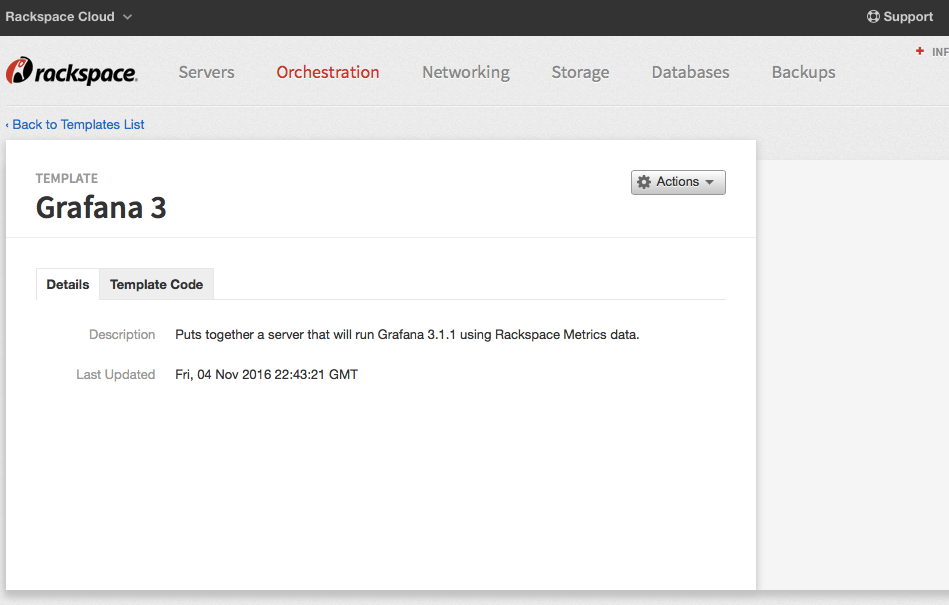 Rackspace Cloud
Support
rackspace.
Servers
Orchestration
Networking
Storage
Databases
Backups
+ INF
‹ Back to Templates List
TEMPLATE
Grafana 3
Actions
Details
Template Code
Description
Puts together a server that will run Grafana 3.1.1 using Rackspace Metrics data.
Last Updated
Fri, 04 Nov 2016 22:43:21 GMT